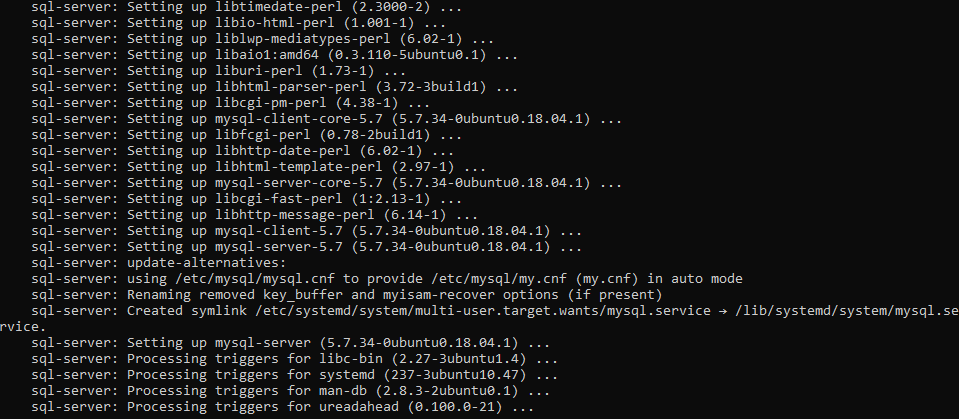 sql-server: Setting up libtimedate-perl (2.3000-2) ...
sql-server: Setting up libio-html-perl (1.001-1) ...
sql-server: Setting up liblwp-mediatypes-perl (6.02-1) ...
sql-server: Setting up libaio1:amd64 (0.3.110-5ubuntu0.1) ...
sql-server: Setting up liburi-perl (1.73-1) ...
sql-server: Setting up libhtml-parser-perl (3.72-3build1) ...
sql-server: Setting up libcgi-pm-perl (4.38-1) ...
sql-server: Setting up mysql-client-core-5.7 (5.7.34-0ubuntu0.18.04.1) ...
sql-server: Setting up libfcgi-perl (0.78-2build1) ...
sql-server: Setting up libhttp-date-perl (6.02-1) ...
sql-server: Setting up libhtml-template-perl (2.97-1) ...
sql-server: Setting up mysql-server-core-5.7 (5.7.34-0ubuntu0.18.04.1) ...
sql-server: Setting up libcgi-fast-perl (1:2.13-1) ...
sql-server: Setting up libhttp-message-perl (6.14-1) ...
sql-server: Setting up mysql-client-5.7 (5.7.34-0ubuntu0.18.04.1) ...
sql-server: Setting up mysql-server-5.7 (5.7.34-0ubuntu0.18.04.1) ...
sql-server: update-alternatives:
sql-server: using /etc/mysql/mysql.cnf to provide /etc/mysql/my.cnf (my.cnf) in auto mode
sql-server: Renaming removed key_buffer and myisam-recover options (if present)
sql-server: Created symlink /etc/systemd/system/multi-user.target.wants/mysql.service → /lib/systemd/system/mysql.se
rvice.
sql-server: Setting up mysql-server (5.7.34-0ubuntu0.18.04.1) ...
sql-server: Processing triggers for libc-bin (2.27-3ubuntu1.4) ...
sql-server: Processing triggers for systemd (237-3ubuntu10.47) ...
sql-server: Processing triggers for man-db (2.8.3-2ubuntu0.1) ...
sql-server: Processing triggers for ureadahead (0.100.0-21) ...